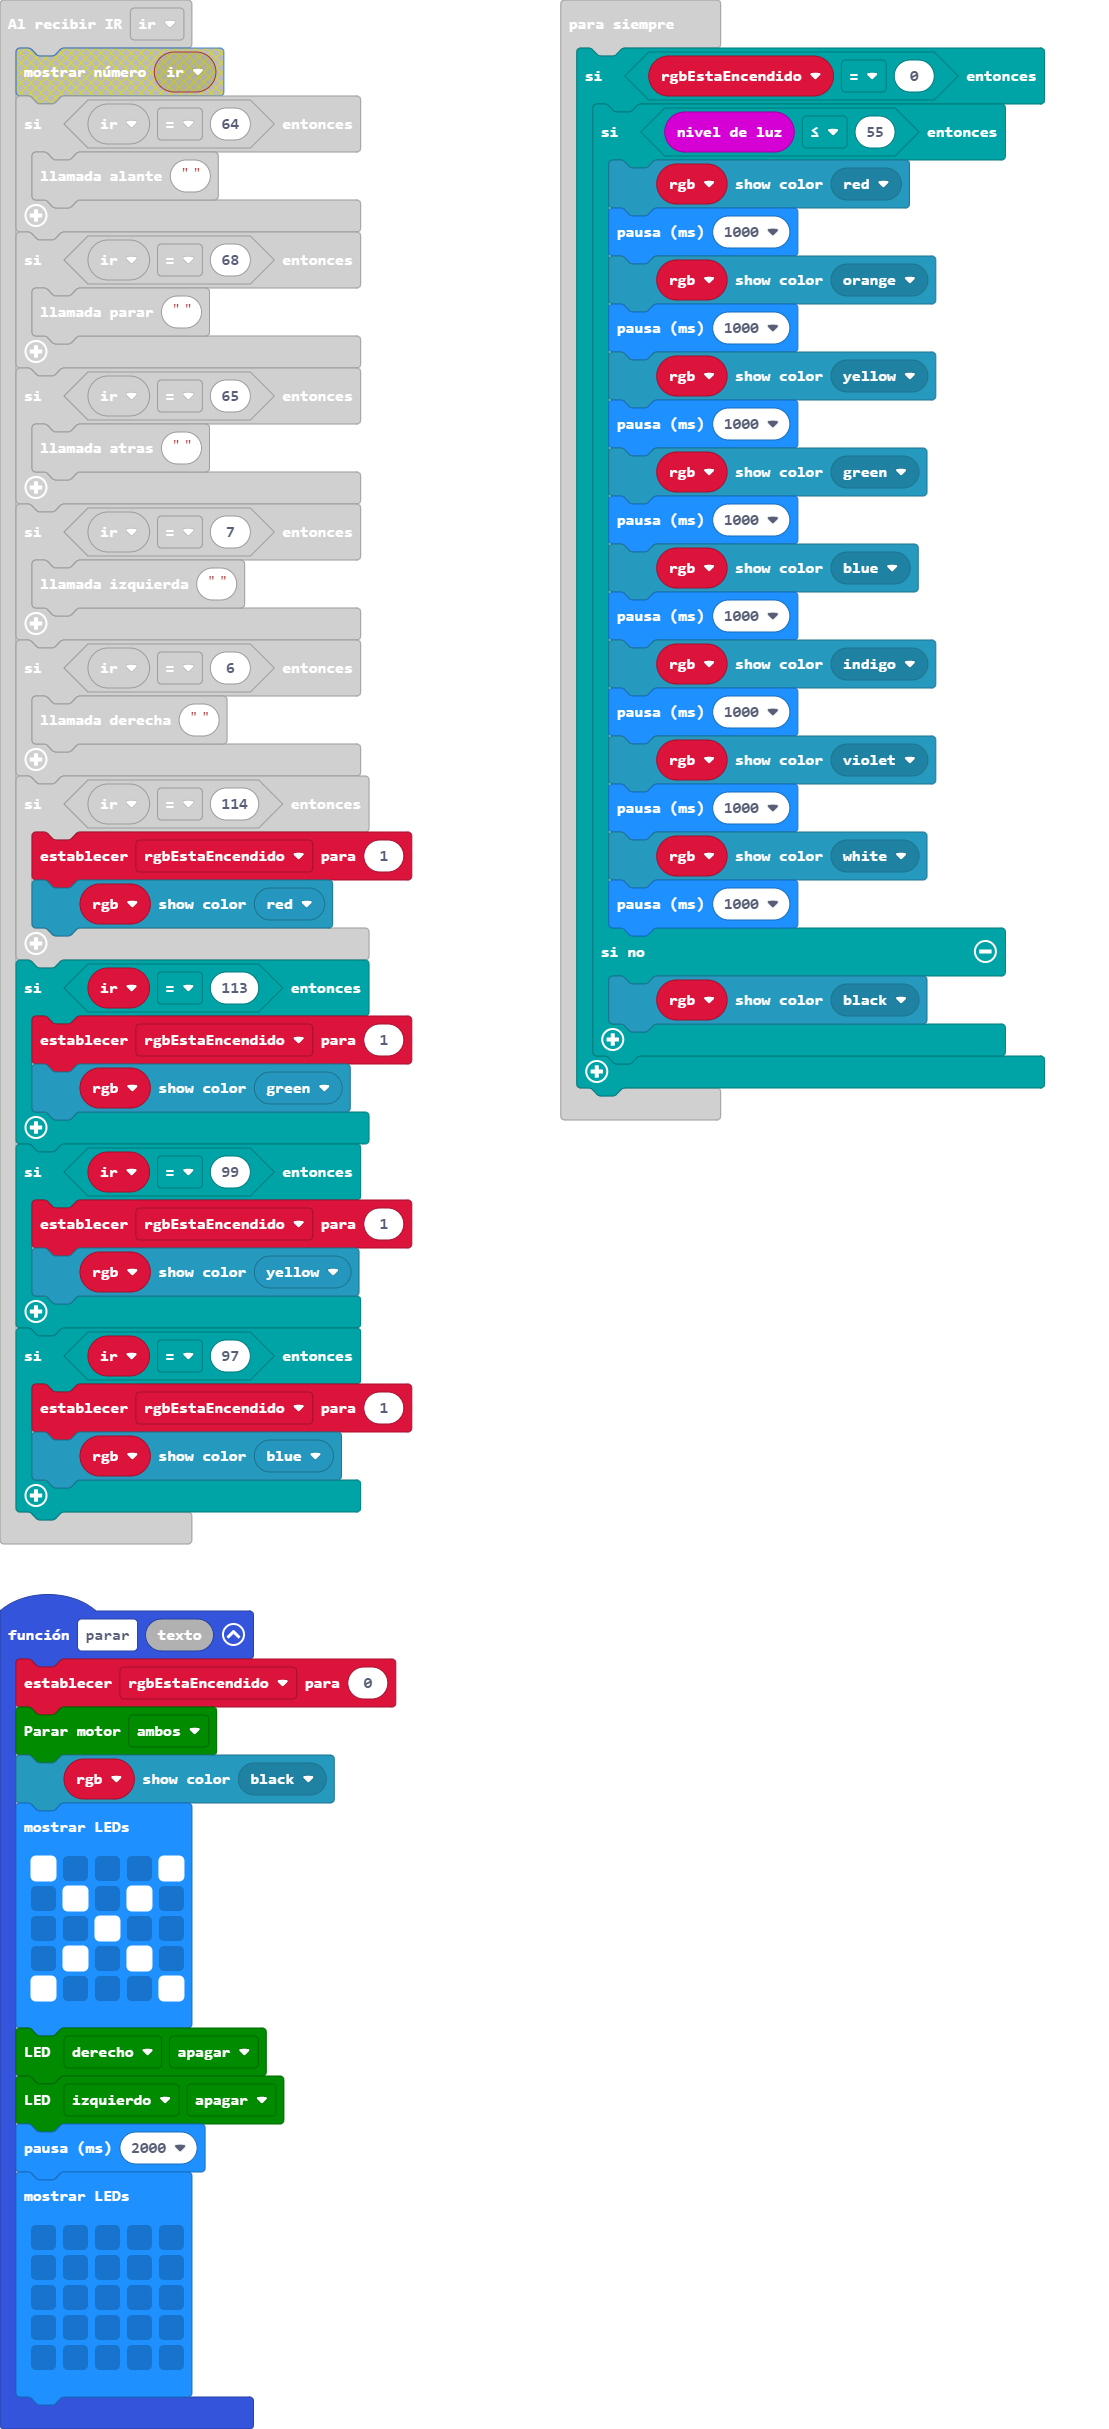 Al recibir IR ir
mostrar número ir
si ir = 64 entonces
llamada alante " "
si ir = 68 entonces
llamada parar " "
si ir = 65 entonces
llamada atras " "
si ir = 7 entonces
llamada izquierda " "
si ir = 6 entonces
llamada derecha " "
si ir = 114 entonces
establecer rgbEstaEncendido para 1
rgb show color red
si ir = 113 entonces
establecer rgbEstaEncendido para 1
rgb show color green
si ir = 99 entonces
establecer rgbEstaEncendido para 1
rgb show color yellow
si ir = 97 entonces
establecer rgbEstaEncendido para 1
rgb show color blue
para siempre
si rgbEstaEncendido = 0 entonces
si nivel de luz ≤ 55 entonces
rgb show color red
pausa (ms) 1000
rgb show color orange
pausa (ms) 1000
rgb show color yellow
pausa (ms) 1000
rgb show color green
pausa (ms) 1000
rgb show color blue
pausa (ms) 1000
rgb show color indigo
pausa (ms) 1000
rgb show color violet
pausa (ms) 1000
rgb show color white
pausa (ms) 1000
si no
rgb show color black
función parar texto
establecer rgbEstaEncendido para 0
Parar motor ambos
rgb show color black
mostrar LEDs
LED derecho apagar
LED izquierdo apagar
pausa (ms) 2000
mostrar LEDs